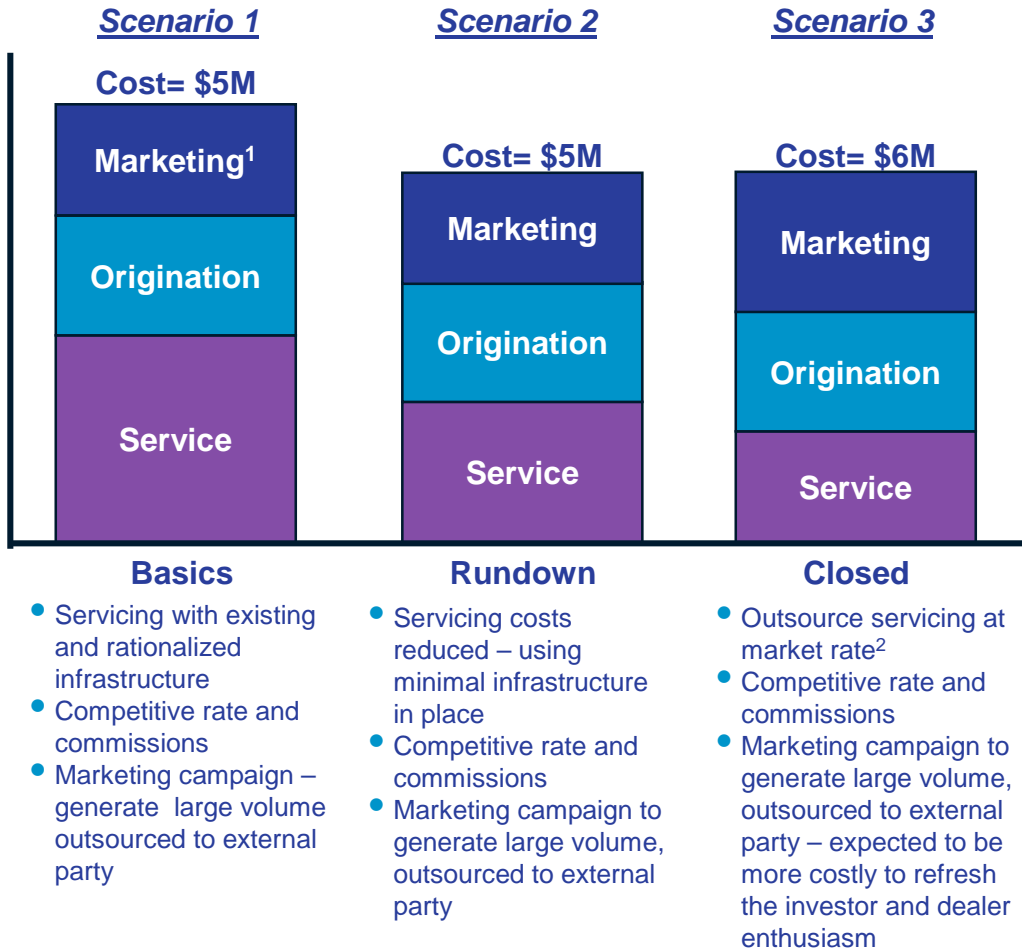 Scenario 1
Scenario 2
Scenario 3
Cost= $5M
Marketing1
Origination
Service
Cost= $5M
Marketing
Origination
Service
Cost= $6M
Marketing
Origination
Service
Basics
• Servicing with existing
and rationalized
infrastructure
• Competitive rate and
commissions
• Marketing campaign –
generate large volume
outsourced to external
party
Rundown
• Servicing costs
reduced – using
minimal infrastructure
in place
• Competitive rate and
commissions
• Marketing campaign to
generate large volume,
outsourced to external
party
Closed
• Outsource servicing at
market rate2
• Competitive rate and
commissions
• Marketing campaign to
generate large volume,
outsourced to external
party – expected to be
more costly to refresh
the investor and dealer
enthusiasm